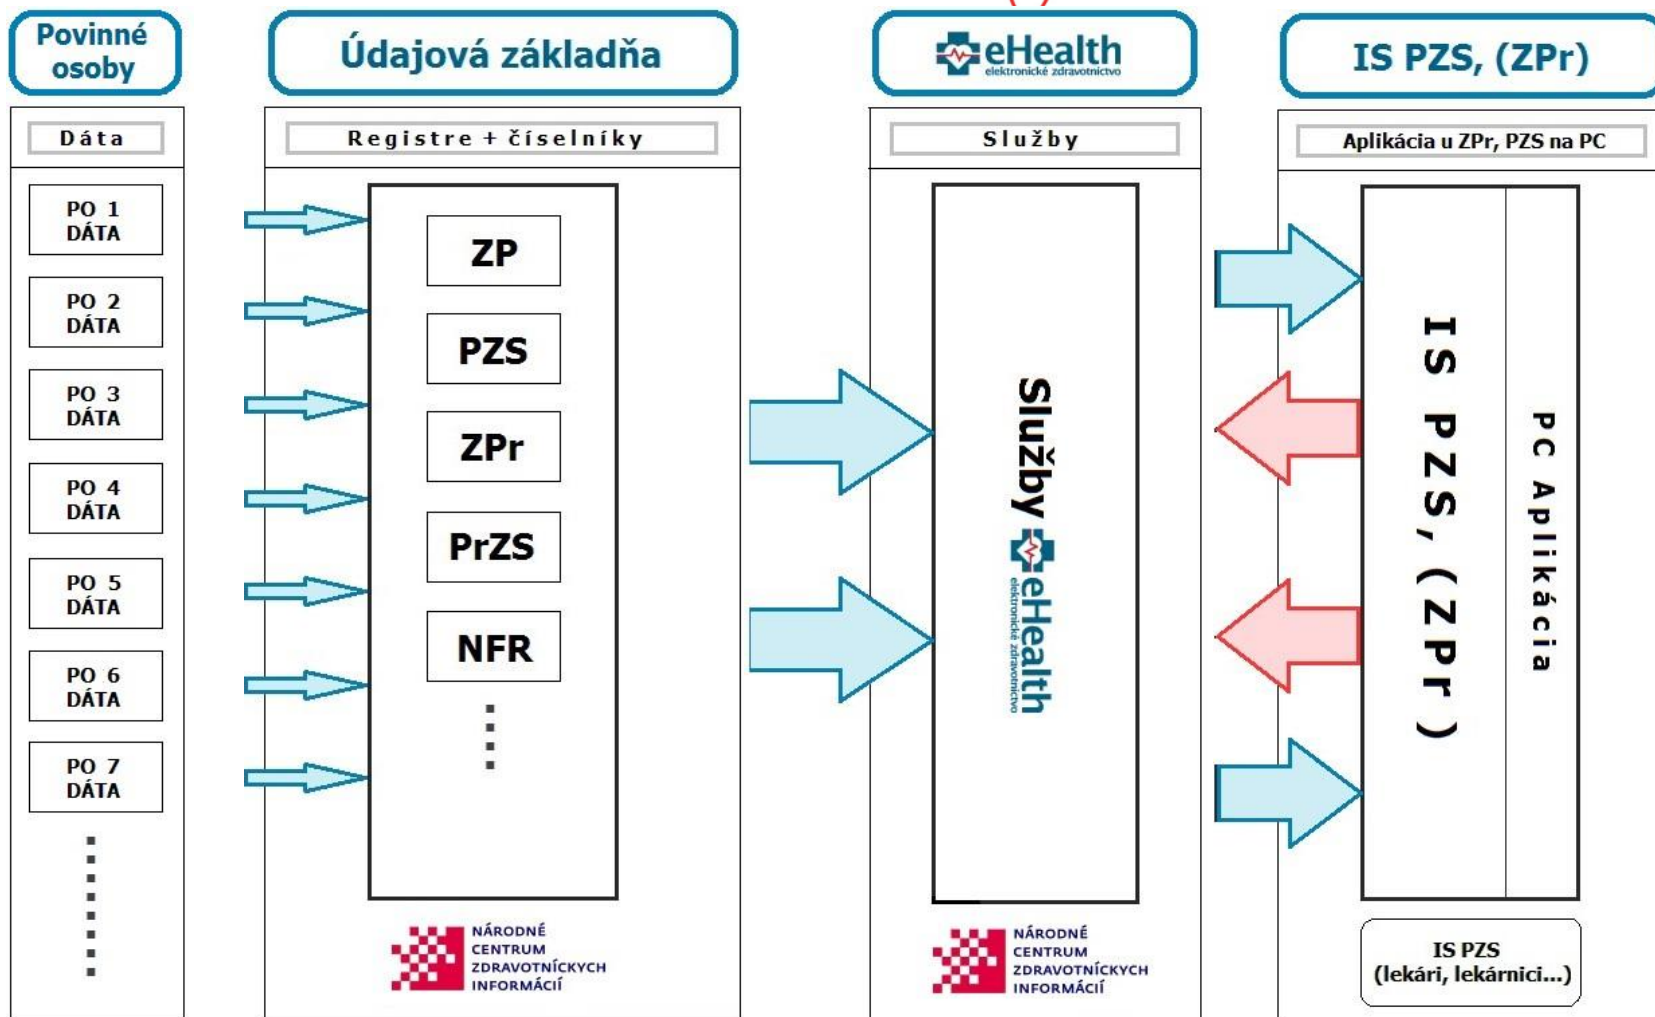 Povinné
osoby
Dáta
PO 1
DÁTA
PO 2
DÁTA
PO 3
DÁTA
PO 4
DÁTA
PO 5
DÁTA
PO 6
DÁTA
PO 7
DÁTA
Údajová základňa
Registre + číselníky
ZP
PZS
ZPr
PrZS
NFR
NÁRODNÉ
CENTRUM
ZDRAVOTNÍCKYCH
INFORMÁCIÍ
eHealth
elektronické zdravotníctvo
Služby
Služby eHealth
elektronické zdravotníctvo
NÁRODNÉ
CENTRUM
ZDRAVOTNÍCKYCH
INFORMÁCIÍ
IS PZS, (ZPr)
Aplikácia u ZPr, PZS na PC
IS PZS, (ZPr)
PC Aplikácia
IS PZS
(lekári, lekárnici...)